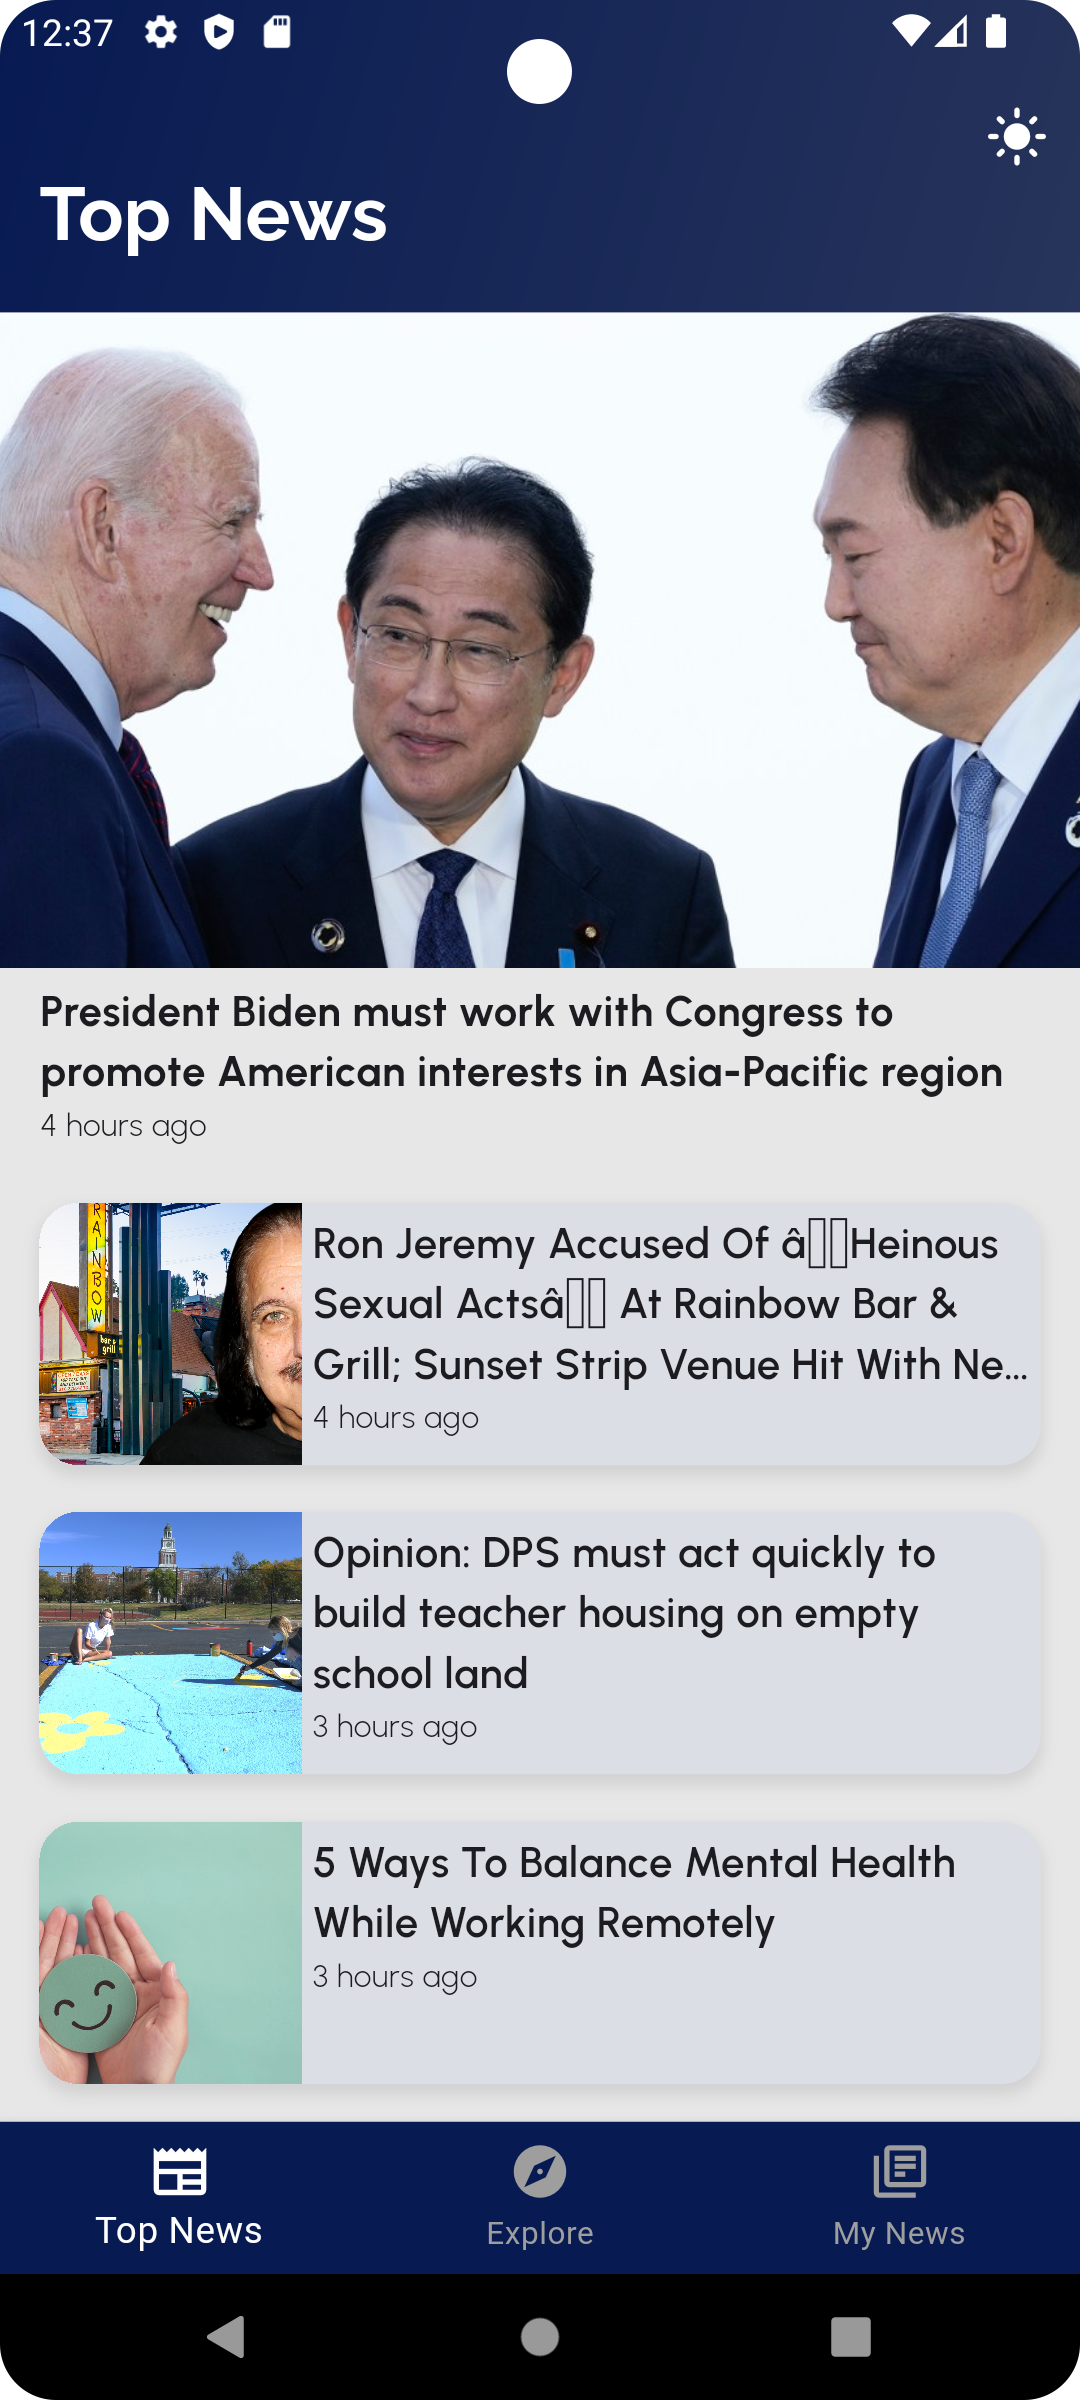 12:37
Top News
President Biden must work with Congress to
promote American interests in Asia-Pacific region
4 hours ago
RAINBOW
bar &
grill
Ron Jeremy Accused Of â▯▯Heinous
Sexual Actsâ▯▯ At Rainbow Bar &
Grill; Sunset Strip Venue Hit With Ne...
4 hours ago
Opinion: DPS must act quickly to
build teacher housing on empty
school land
3 hours ago
5 Ways To Balance Mental Health
While Working Remotely
3 hours ago
Top News
Explore
My News